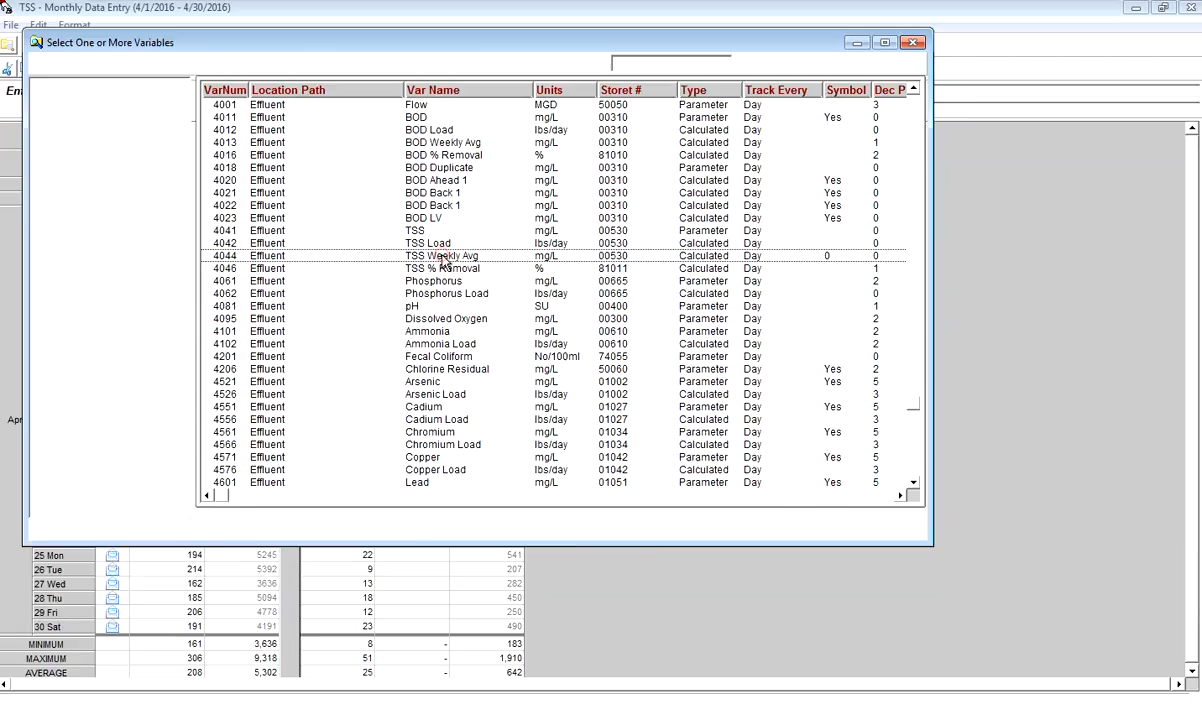 TSS - Monthly Data Entry (4/1/2016 - 4/30/2016)
File Edit Format
Select One or More Variables
VarNum Location Path Var Name Units Storet # Type Track Every Symbol Dec P
4001 Effluent Flow MGD 50050 Parameter Day 3
4011 Effluent BOD mg/L 00310 Parameter Day Yes 0
4012 Effluent BOD Load lbs/day 00310 Calculated Day 0
4013 Effluent BOD Weekly Avg mg/L 00310 Calculated Day 1
4016 Effluent BOD % Removal % 81010 Calculated Day 2
4018 Effluent BOD Duplicate mg/L 00310 Parameter Day 0
4020 Effluent BOD Ahead 1 mg/L 00310 Calculated Day Yes 0
4021 Effluent BOD Back 1 mg/L 00310 Calculated Day Yes 0
4022 Effluent BOD Back 1 mg/L 00310 Calculated Day Yes 0
4023 Effluent BOD LV mg/L 00310 Calculated Day Yes 0
4041 Effluent TSS mg/L 00530 Parameter Day 0
4042 Effluent TSS Load lbs/day 00530 Calculated Day 0
4044 Effluent TSS Weekly Avg mg/L 00530 Calculated Day 0 0
4046 Effluent TSS % Removal % 81011 Calculated Day 1
4061 Effluent Phosphorus mg/L 00665 Parameter Day 2
4062 Effluent Phosphorus Load lbs/day 00665 Calculated Day 0
4081 Effluent pH SU 00400 Parameter Day 1
4095 Effluent Dissolved Oxygen mg/L 00300 Parameter Day 2
4101 Effluent Ammonia mg/L 00610 Parameter Day 2
4102 Effluent Ammonia Load lbs/day 00610 Calculated Day 2
4201 Effluent Fecal Coliform No/100ml 74055 Parameter Day 0
4206 Effluent Chlorine Residual mg/L 50060 Parameter Day Yes 2
4521 Effluent Arsenic mg/L 01002 Parameter Day Yes 5
4526 Effluent Arsenic Load lbs/day 01002 Calculated Day 3
4551 Effluent Cadium mg/L 01027 Parameter Day Yes 5
4556 Effluent Cadium Load lbs/day 01027 Calculated Day 3
4561 Effluent Chromium mg/L 01034 Parameter Day Yes 5
4566 Effluent Chromium Load lbs/day 01034 Calculated Day 3
4571 Effluent Copper mg/L 01042 Parameter Day Yes 5
4576 Effluent Copper Load lbs/day 01042 Calculated Day 3
4601 Effluent Lead mg/L 01051 Parameter Day Yes 5
25 Mon 194 5245 22 541
26 Tue 214 5392 9 207
27 Wed 162 3636 13 282
28 Thu 185 5094 18 450
29 Fri 206 4778 12 250
30 Sat 191 4191 23 490
MINIMUM 161 3,636 8 - 183
MAXIMUM 306 9,318 51 - 1,910
AVERAGE 208 5,302 25 - 642